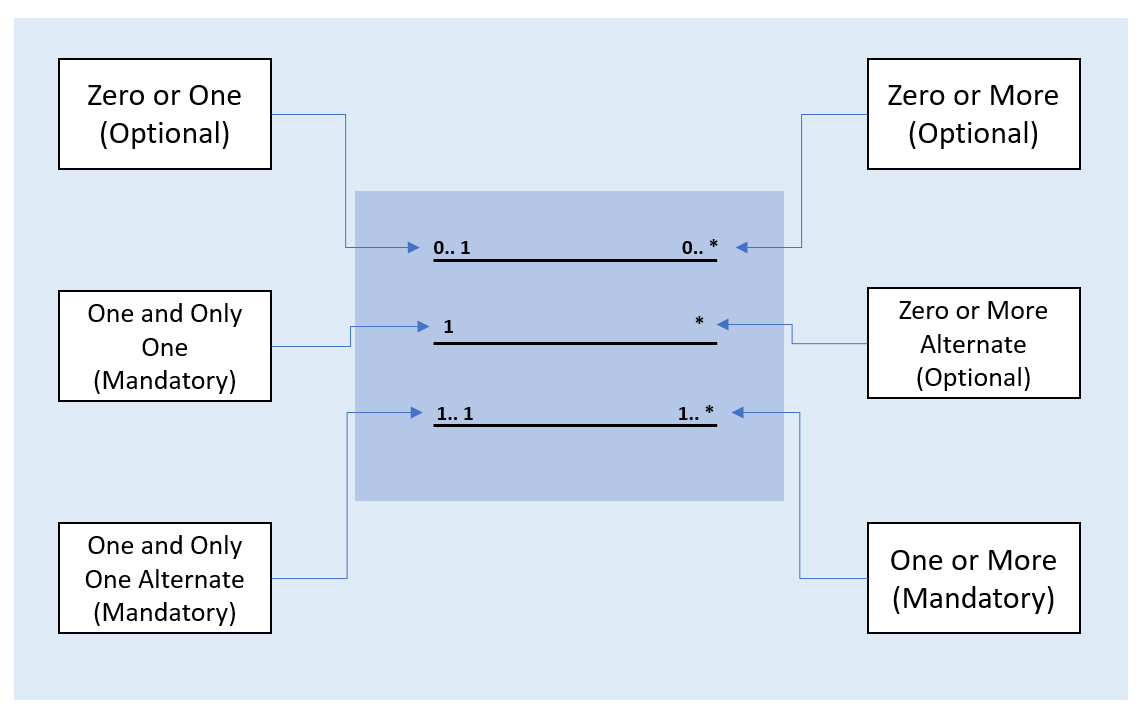 Zero or One
(Optional)
Zero or More
(Optional)
0.. 1
0.. *
One and Only
One
(Mandatory)
1
*
Zero or More
Alternate
(Optional)
1.. 1
1.. *
One and Only
One Alternate
(Mandatory)
One or More
(Mandatory)